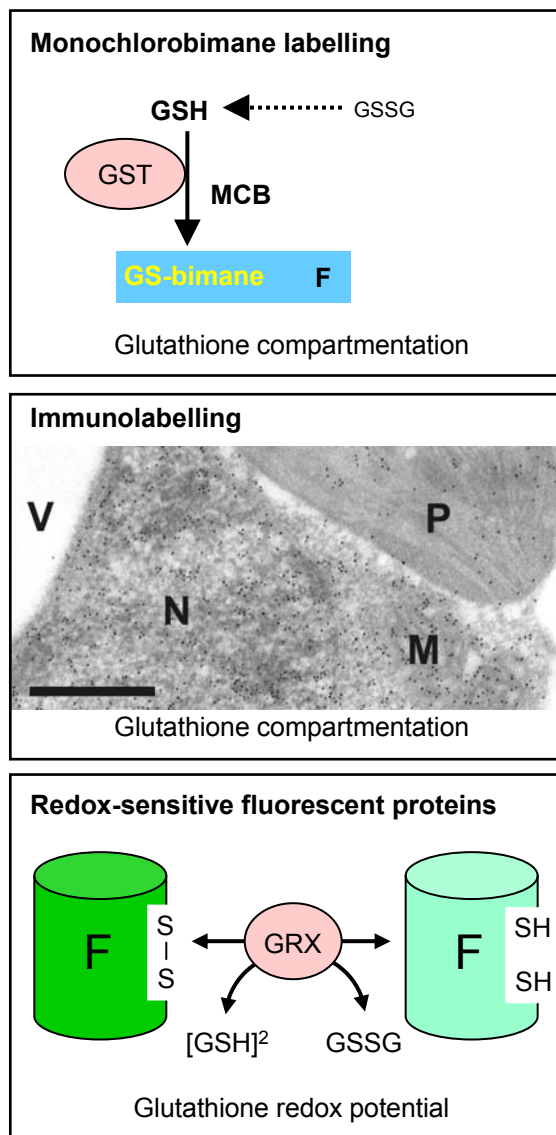 Monochlorobimane labelling
GSH GSSG
GST
MCB
GS-bimane F
Glutathione compartmentation
Immunolabelling
V P
N
M
Glutathione compartmentation
Redox-sensitive fluorescent proteins
F S – S GRX F SH SH
[GSH]² GSSG
Glutathione redox potential